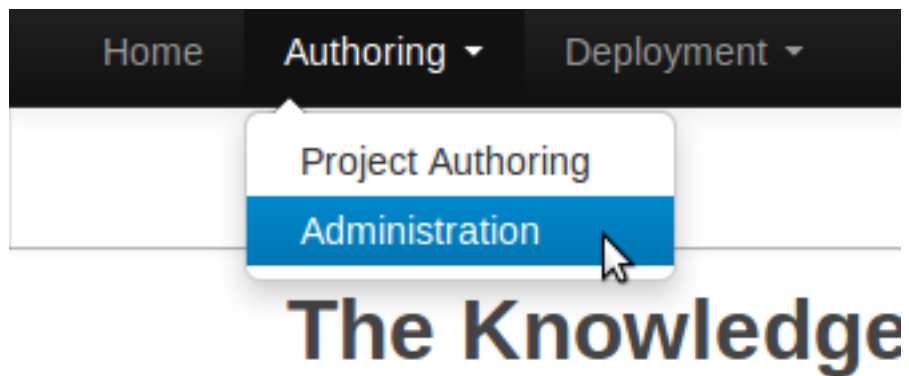 Home Authoring Deployment
Project Authoring
Administration
The Knowledge